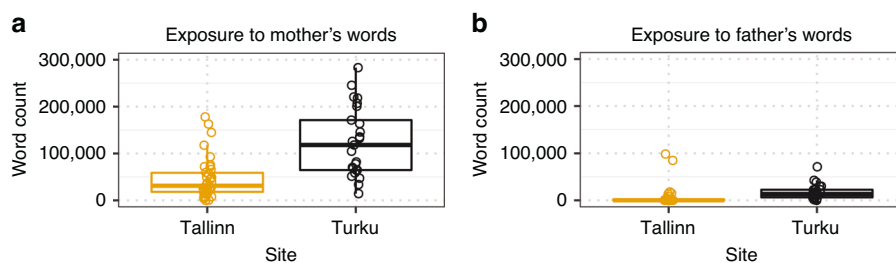 a
Exposure to mother's words
300,000
200,000
100,000
0
Word count
Tallinn
Turku
Site
b
Exposure to father's words
300,000
200,000
100,000
0
Word count
Tallinn
Turku
Site